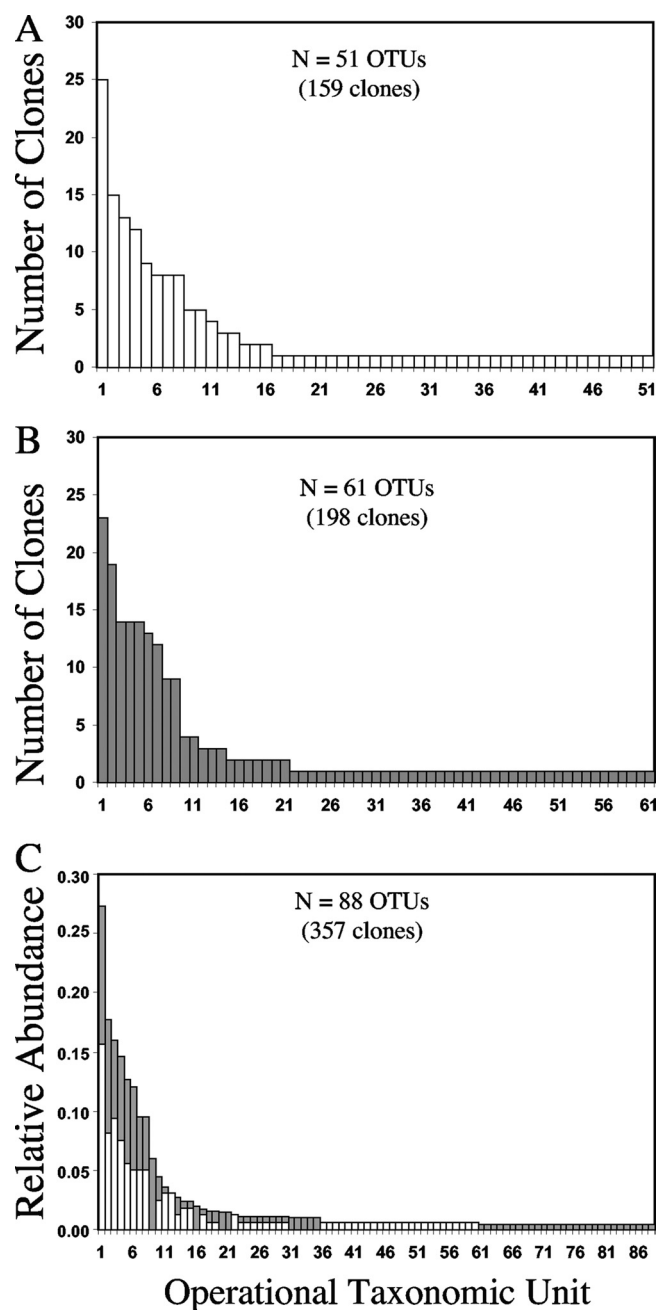 A
Number of Clones
N = 51 OTUs
(159 clones)
30
25
20
15
10
5
0
1 6 11 16 21 26 31 36 41 46 51
B
Number of Clones
N = 61 OTUs
(198 clones)
30
25
20
15
10
5
0
1 6 11 16 21 26 31 36 41 46 51 56 61
C
Relative Abundance
N = 88 OTUs
(357 clones)
0.30
0.25
0.20
0.15
0.10
0.05
0.00
1 6 11 16 21 26 31 36 41 46 51 56 61 66 71 76 81 86
Operational Taxonomic Unit